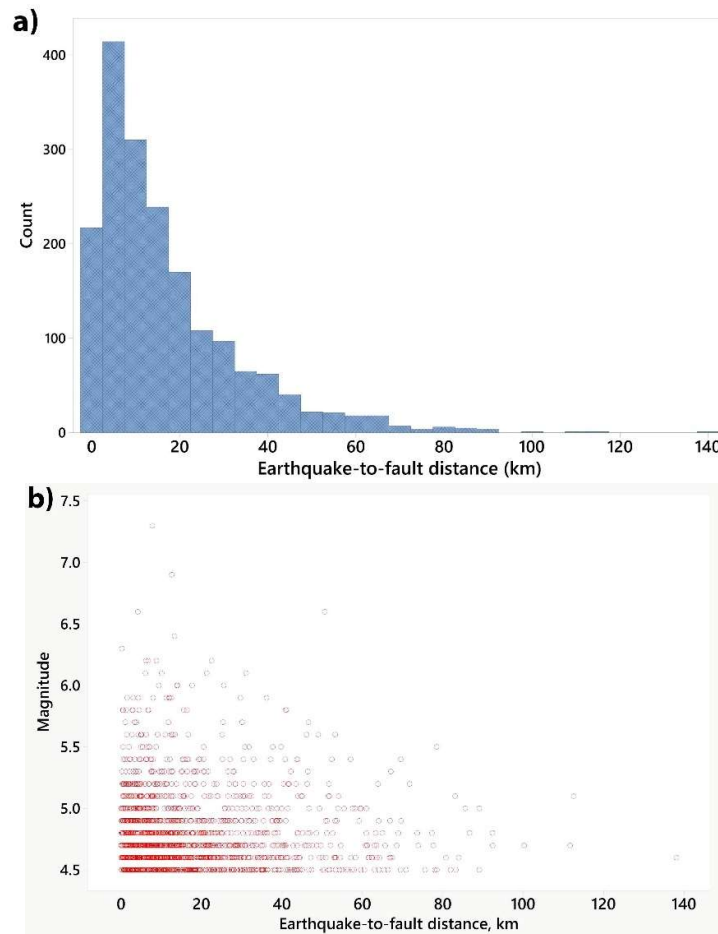 a)
400
300
200
100
0
Count
0 20 40 60 80 100 120 140
Earthquake-to-fault distance (km)
b)
7.5
7.0
6.5
6.0
5.5
5.0
4.5
Magnitude
0 20 40 60 80 100 120 140
Earthquake-to-fault distance, km